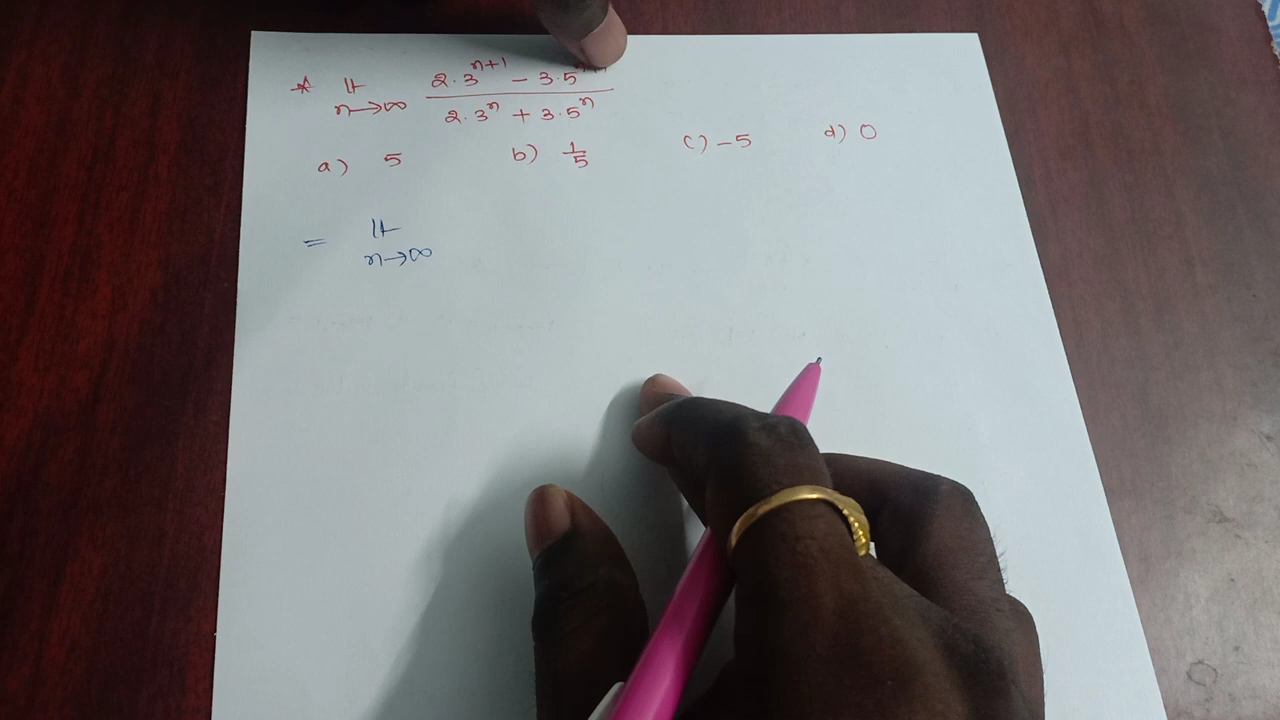 * lt n→∞ (2·3^(n+1) − 3·5^(n+1)) / (2·3^n + 3·5^n)
a) 5 b) 1/5 c) −5 d) 0
= lt n→∞